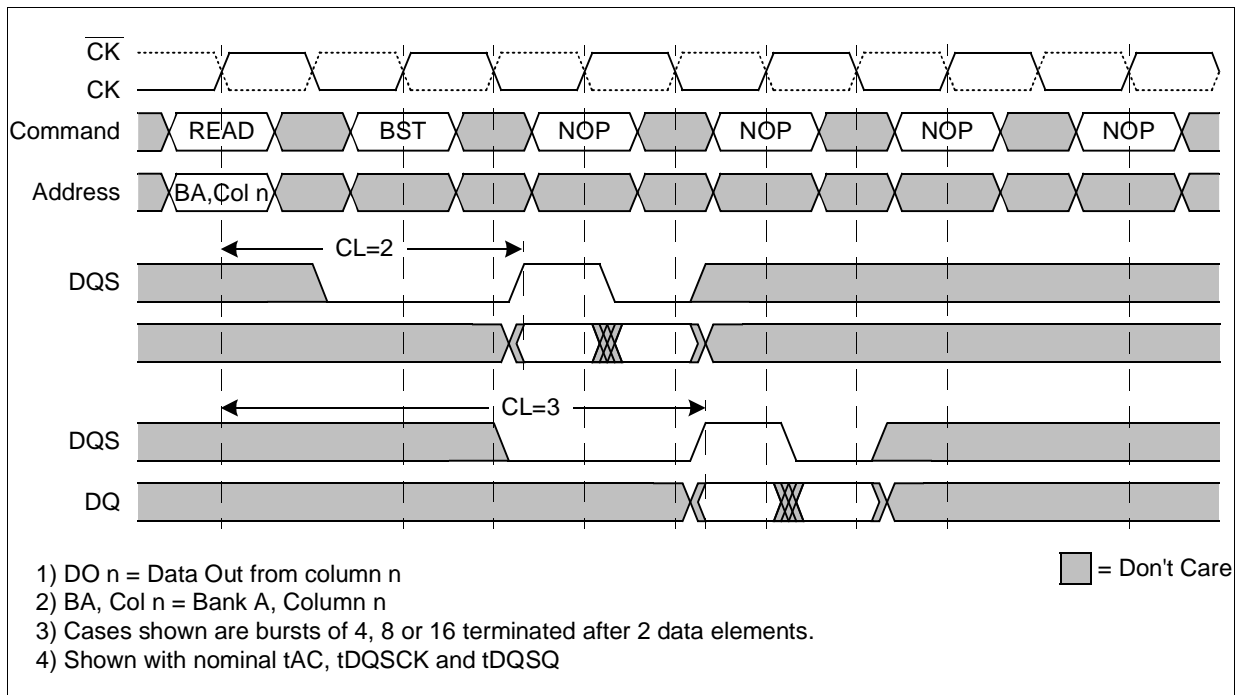 CK
CK
Command READ BST NOP NOP NOP NOP
Address BA,Col n
CL=2
DQS
CL=3
DQS
DQ
1) DO n = Data Out from column n
2) BA, Col n = Bank A, Column n
3) Cases shown are bursts of 4, 8 or 16 terminated after 2 data elements.
4) Shown with nominal tAC, tDQSCK and tDQSQ
= Don't Care